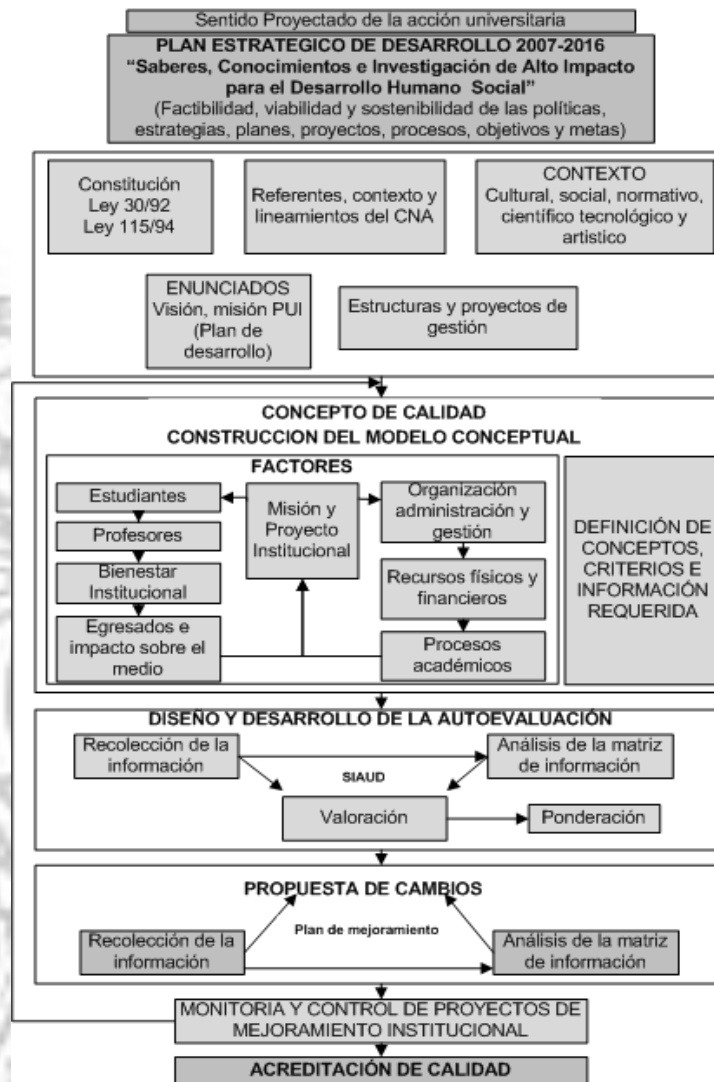 Sentido Proyectado de la acción universitaria
PLAN ESTRATEGICO DE DESARROLLO 2007-2016
“Saberes, Conocimientos e Investigación de Alto Impacto
para el Desarrollo Humano Social”
(Factibilidad, viabilidad y sostenibilidad de las políticas,
estrategias, planes, proyectos, procesos, objetivos y metas)
Constitución
Ley 30/92
Ley 115/94
Referentes, contexto y
lineamientos del CNA
CONTEXTO
Cultural, social, normativo,
científico tecnológico y
artistico
ENUNCIADOS
Visión, misión PUI
(Plan de
desarrollo)
Estructuras y proyectos de
gestión
CONCEPTO DE CALIDAD
CONSTRUCCION DEL MODELO CONCEPTUAL
FACTORES
Estudiantes
Profesores
Bienestar
Institucional
Egresados e
impacto sobre el
medio
Misión y
Proyecto
Institucional
Organización
administración y
gestión
Recursos físicos y
financieros
Procesos
académicos
DEFINICIÓN DE
CONCEPTOS,
CRITERIOS E
INFORMACIÓN
REQUERIDA
DISEÑO Y DESARROLLO DE LA AUTOEVALUACIÓN
Recolección de la
información
SIAUD
Análisis de la matriz
de información
Valoración
Ponderación
PROPUESTA DE CAMBIOS
Recolección de la
información
Plan de mejoramiento
Análisis de la matriz
de información
MONITORIA Y CONTROL DE PROYECTOS DE
MEJORAMIENTO INSTITUCIONAL
ACREDITACIÓN DE CALIDAD